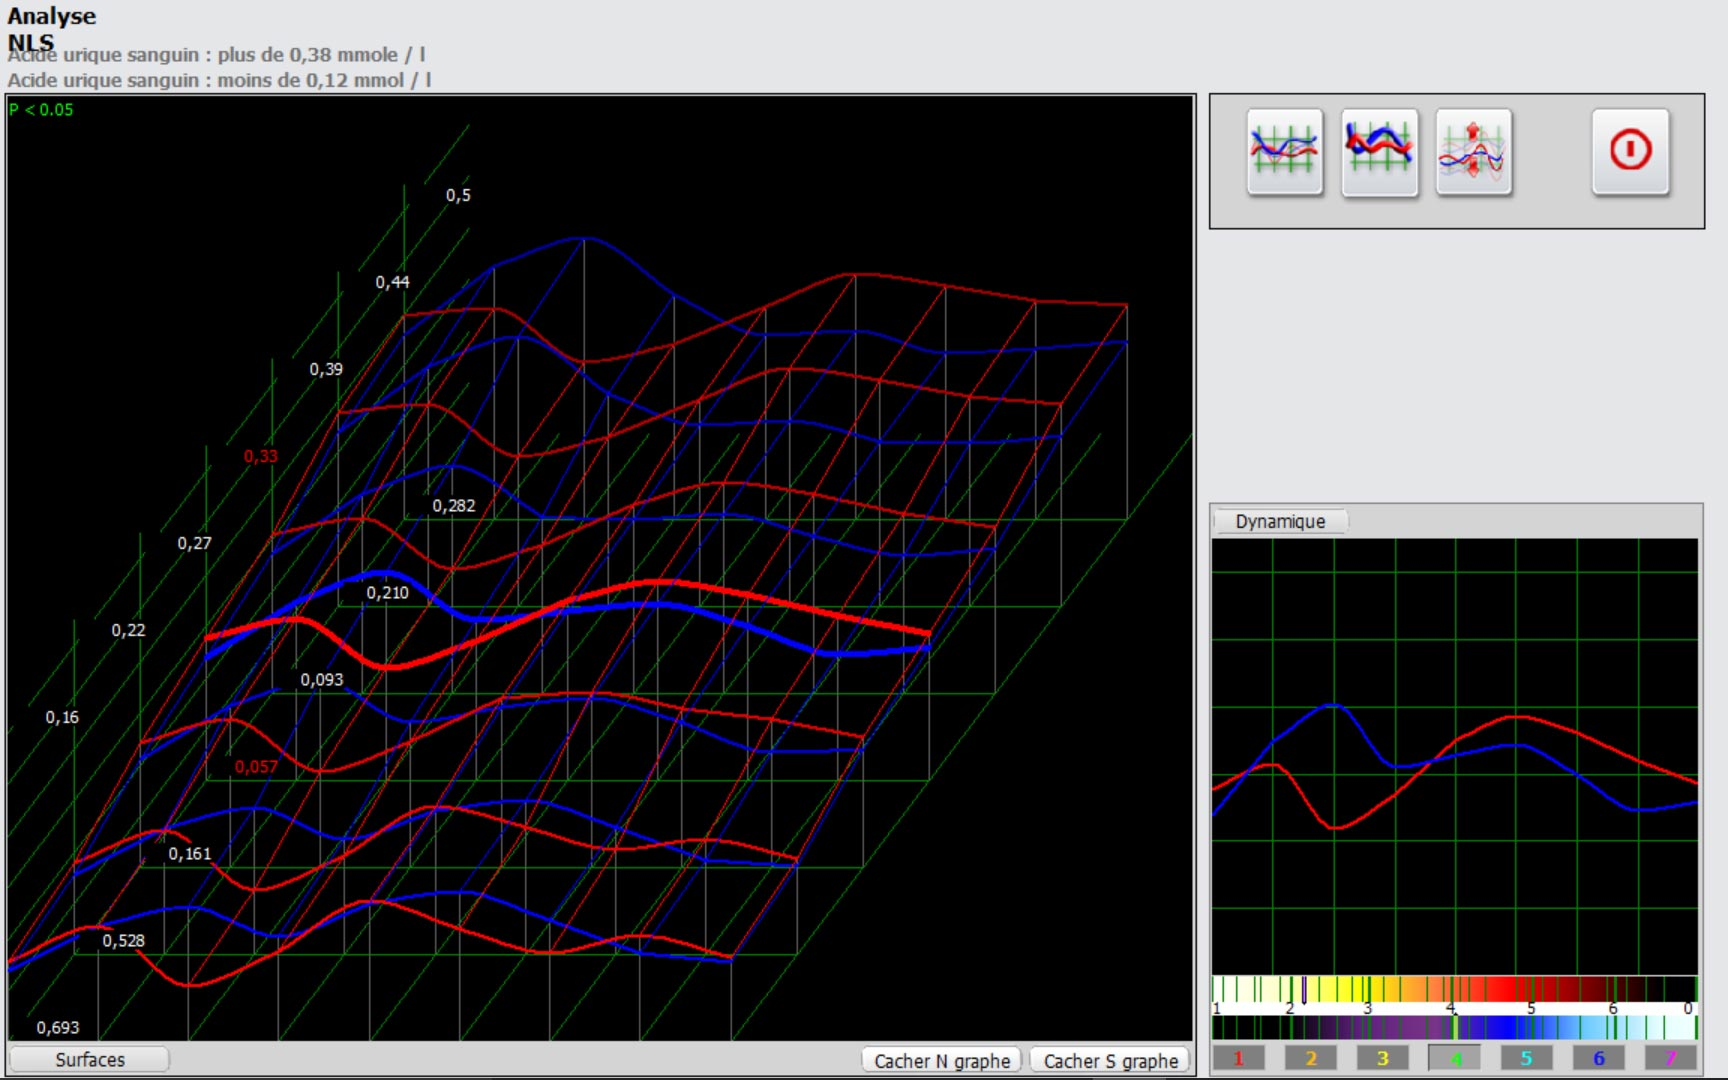 Analyse
NLS
Acide urique sanguin : plus de 0,38 mmole / l
Acide urique sanguin : moins de 0,12 mmol / l
P < 0.05
0,5
0,44
0,39
0,33
0,282
0,27
0,210
0,22
0,093
0,16
0,057
0,161
0,528
0,693
Surfaces
Cacher N graphe
Cacher S graphe
Dynamique
1 2 3 4 5 6 0
1 2 3 4 5 6 7